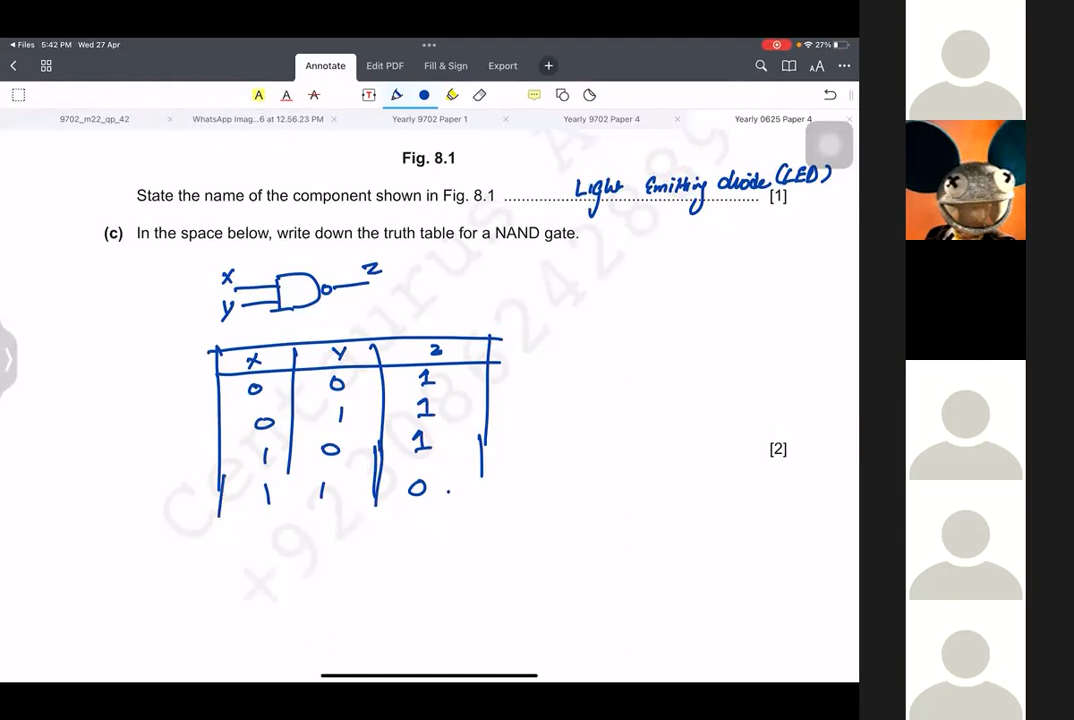 Files 5:42 PM Wed 27 Apr
27%
Annotate Edit PDF Fill & Sign Export
9702_m22_qp_42 WhatsApp Imag...6 at 12.56.23 PM Yearly 9702 Paper 1 Yearly 9702 Paper 4 Yearly 0625 Paper 4
Fig. 8.1
State the name of the component shown in Fig. 8.1 Light Emitting diode (LED) [1]
(c) In the space below, write down the truth table for a NAND gate.
X
Y
Z
X Y Z
0 0 1
0 1 1
1 0 1
1 1 0
[2]
+923086242889